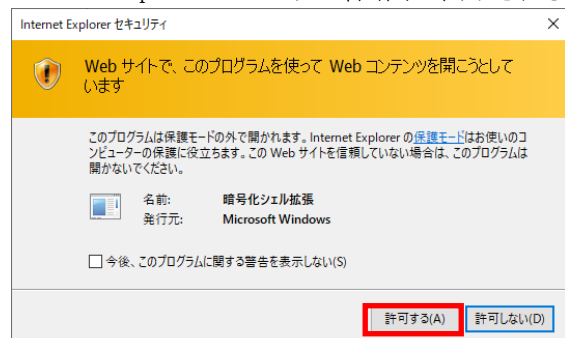 Internet Explorer セキュリティ
Web サイトで、このプログラムを使って Web コンテンツを開こうとして
います
このプログラムは保護モードの外で開かれます。Internet Explorer の保護モードはお使いのコ
ンピューターの保護に役立ちます。この Web サイトを信頼していない場合は、このプログラムは
開かないでください。
名前: 暗号化シェル拡張
発行元: Microsoft Windows
今後、このプログラムに関する警告を表示しない(S)
許可する(A) 許可しない(D)